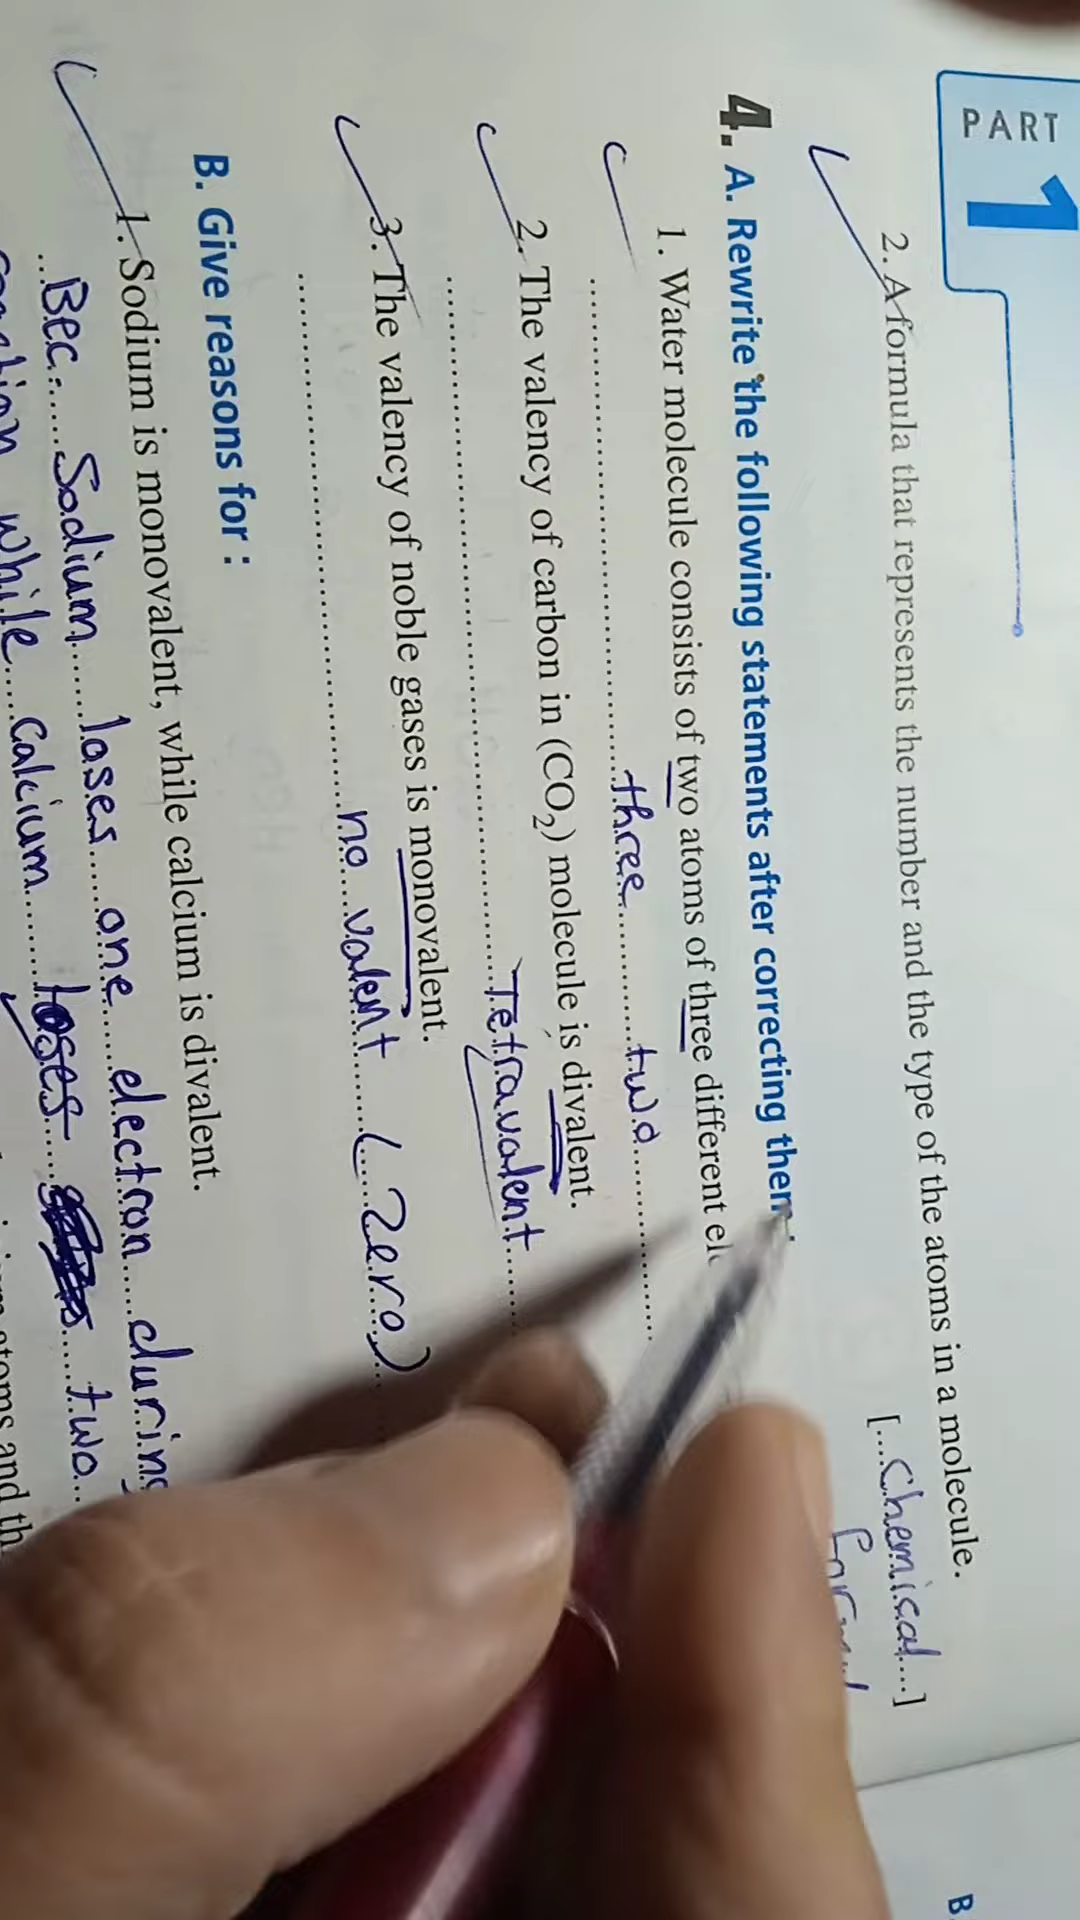 PART
1
2. A formula that represents the number and the type of the atoms in a molecule.
[....Chemical....]
4. A. Rewrite the following statements after correcting them.
1. Water molecule consists of two atoms of three different
three two
2. The valency of carbon in (CO₂) molecule is divalent.
Tetravalent
3. The valency of noble gases is monovalent.
no valent (zero)
B. Give reasons for :
1. Sodium is monovalent, while calcium is divalent.
Bec. Sodium loses one electron during
while calcium loses two
atoms and
B